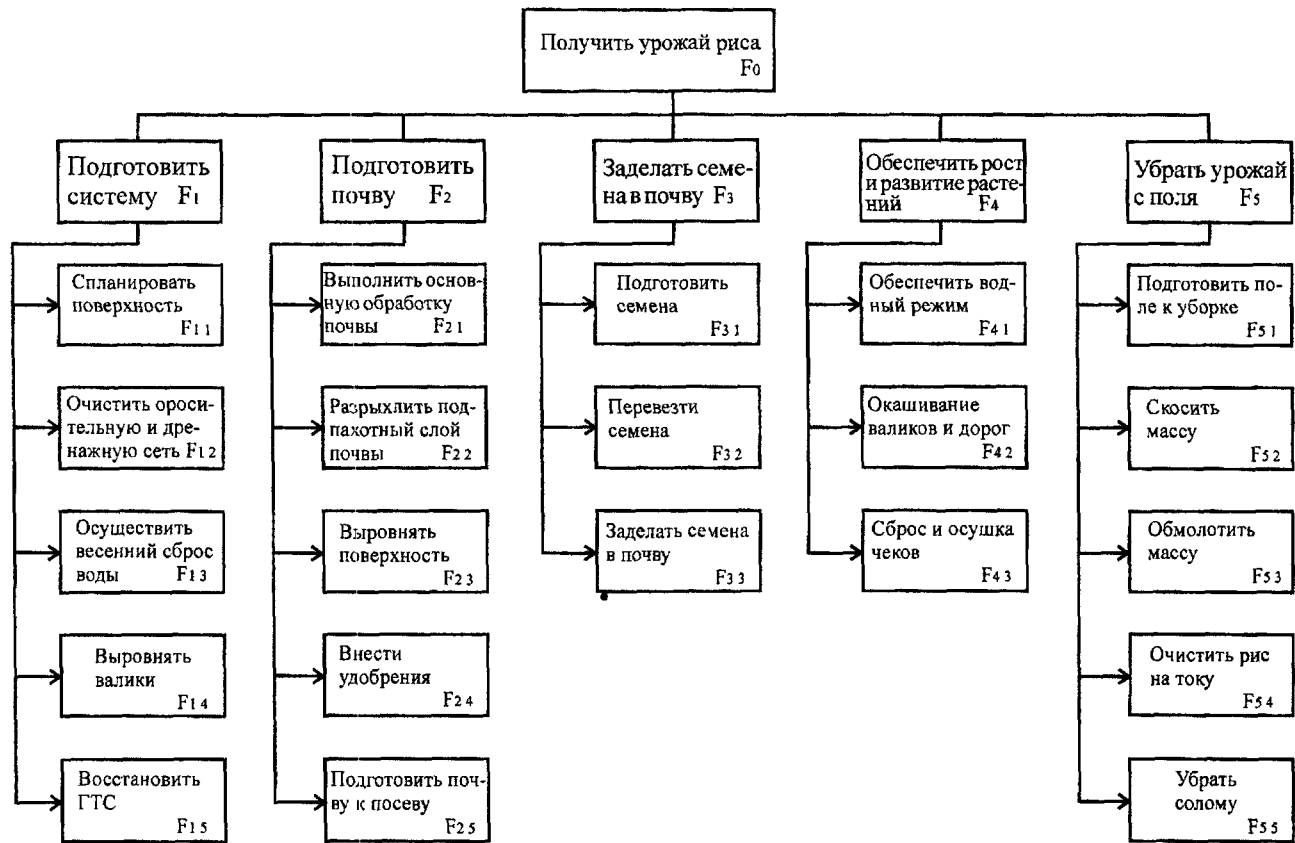 Получить урожай риса
F0
Подготовить
систему F1
Спланировать
поверхность
F11
Очистить ороси-
тельную и дре-
нажную сеть F12
Осуществить
весенний сброс
воды F13
Выровнять
валики
F14
Восстановить
ГТС
F15
Подготовить
почву F2
Выполнить основ-
ную обработку
почвы F21
Разрыхлить под-
пахотный слой
почвы F22
Выровнять
поверхность
F23
Внести
удобрения
F24
Подготовить поч-
ву к посеву
F25
Заделать семе-
на в почву F3
Подготовить
семена
F31
Перевезти
семена
F32
Заделать семена
в почву
F33
Обеспечить рост
и развитие расте-
ний F4
Обеспечить вод-
ный режим
F41
Окашивание
валиков и дорог
F42
Сброс и осушка
чеков
F43
Убрать урожай
с поля F5
Подготовить по-
ле к уборке
F51
Скосить
массу
F52
Обмолотить
массу
F53
Очистить рис
на току
F54
Убрать
солому
F55